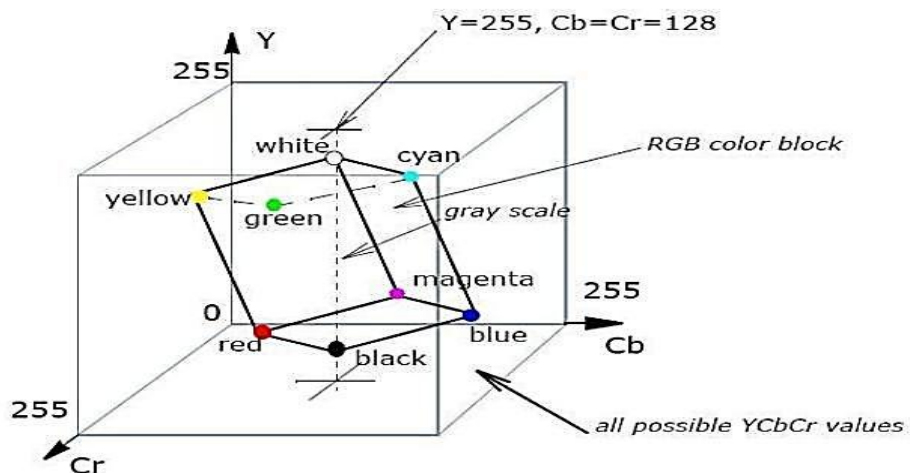 Y=255, Cb=Cr=128
Y
255
white
cyan
RGB color block
yellow
green
gray scale
magenta
255
0
red
blue
Cb
black
255
all possible YCbCr values
Cr